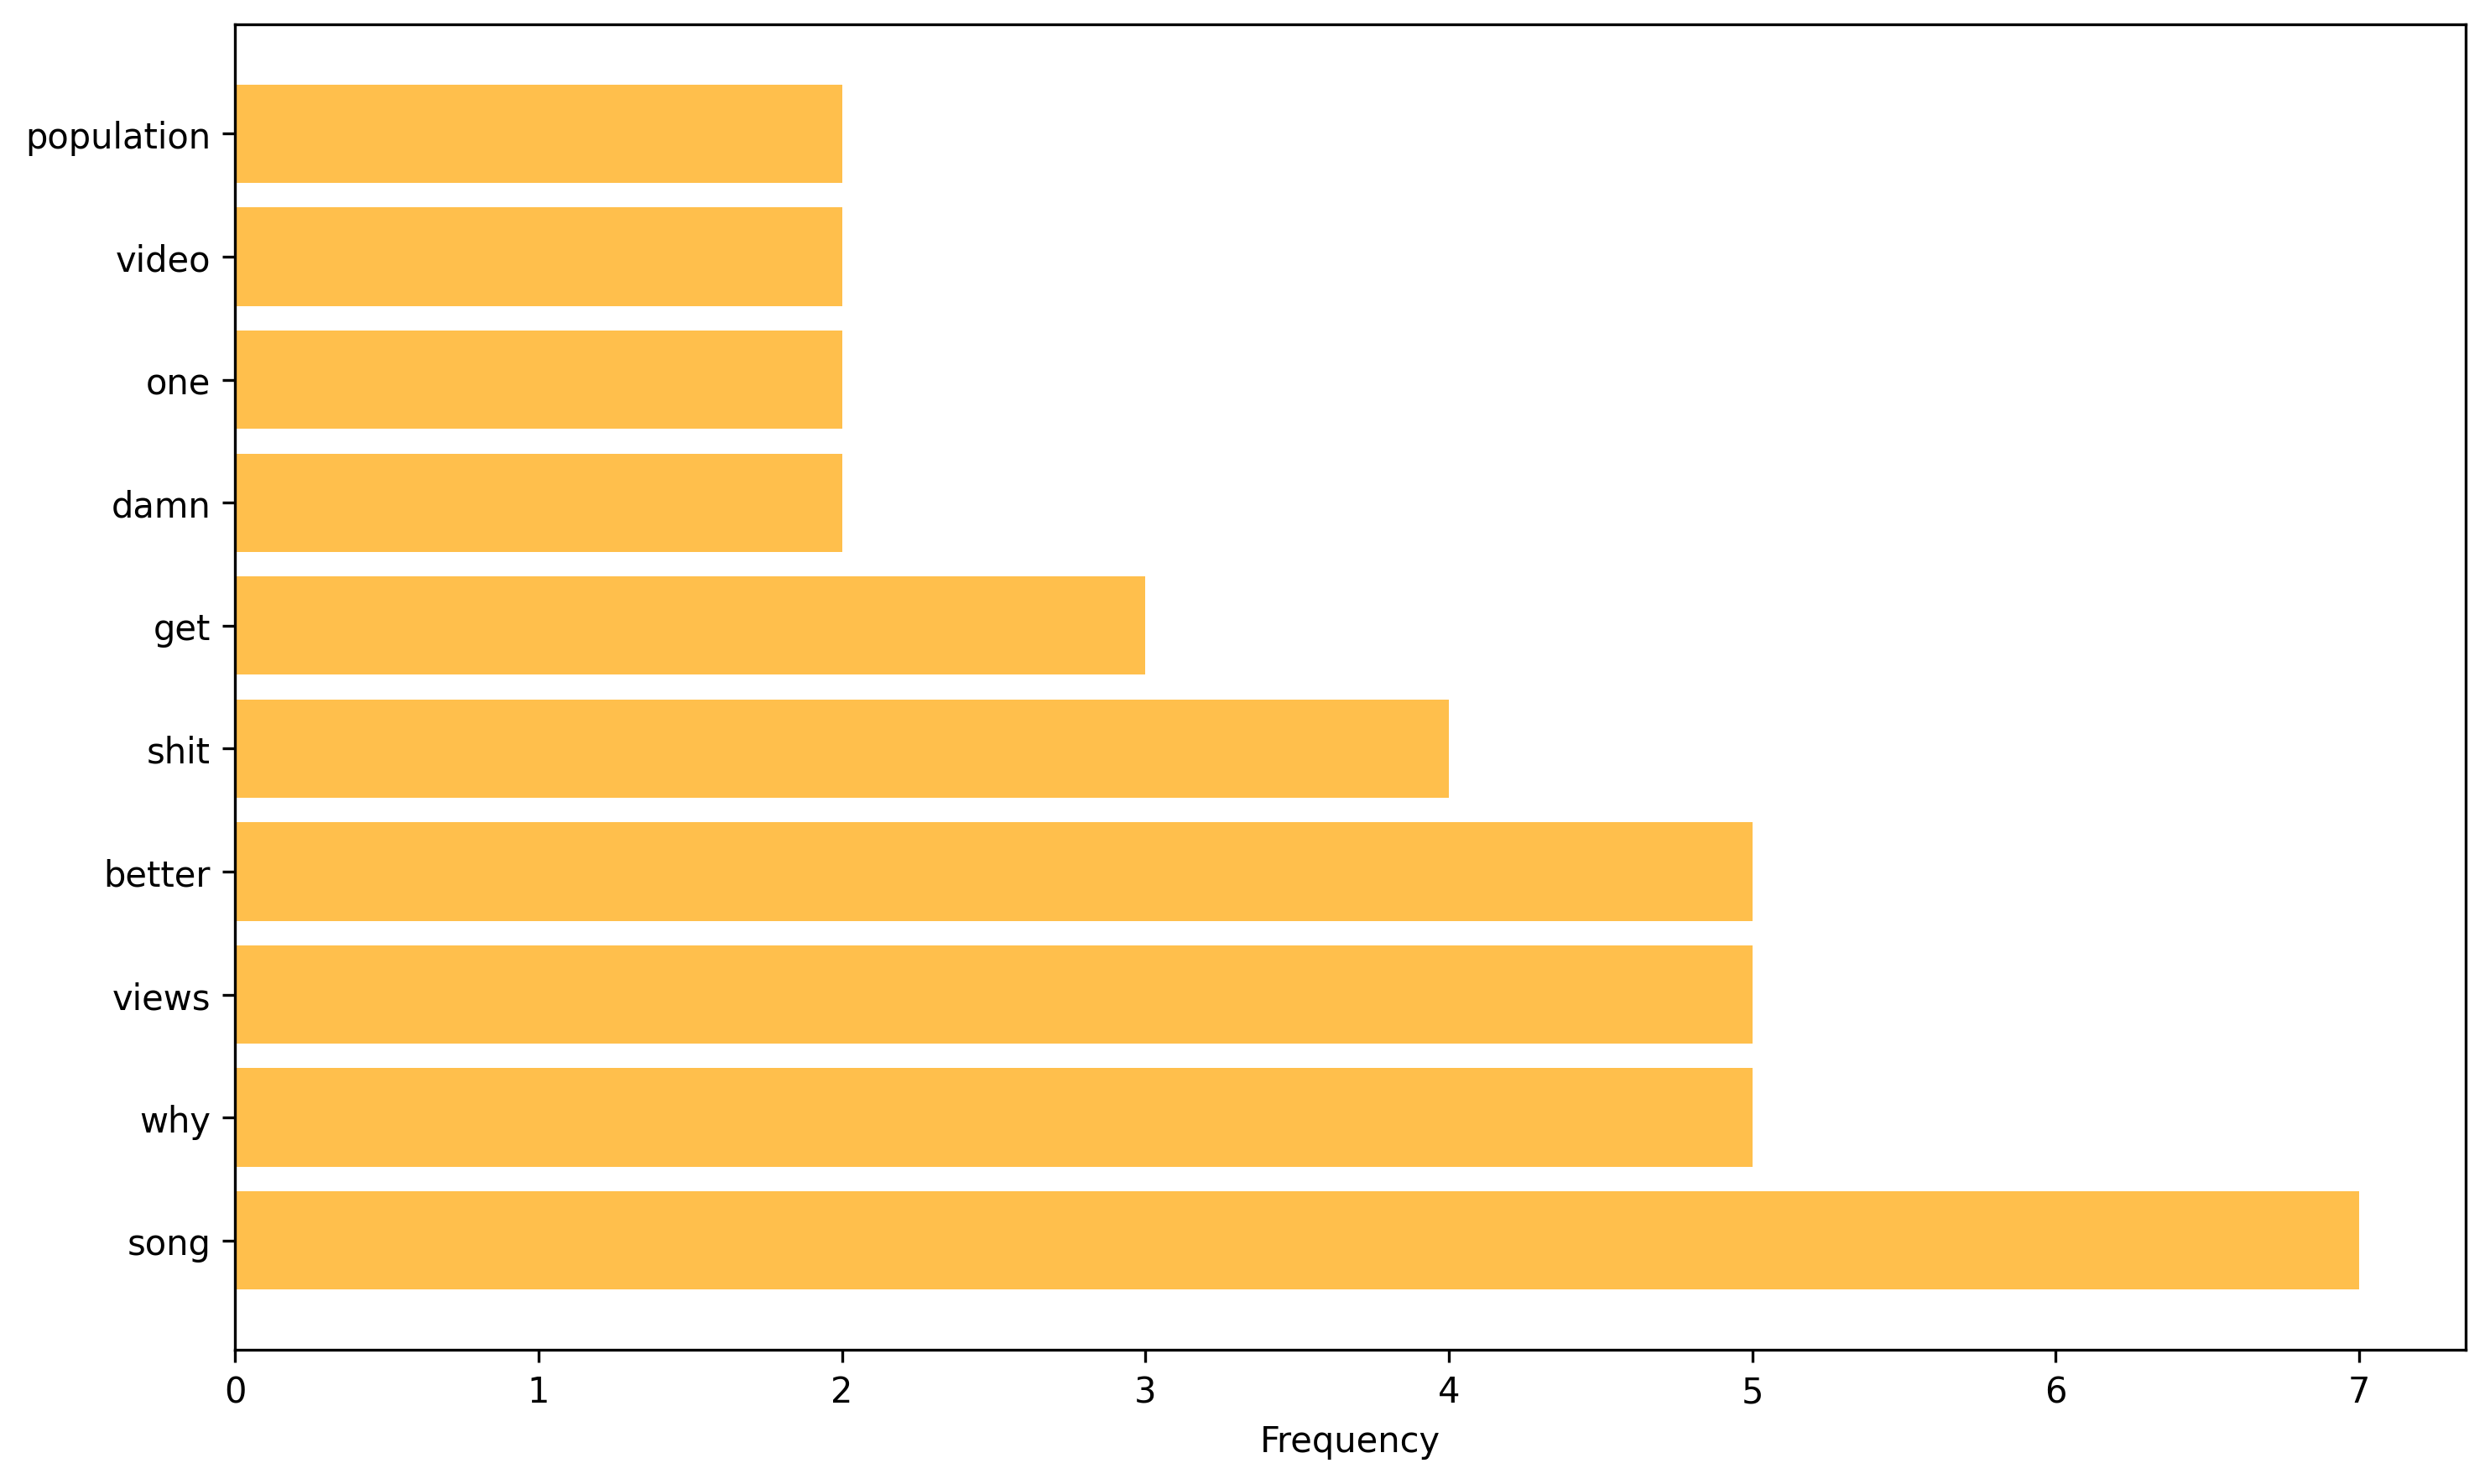 population
video
one
damn
get
shit
better
views
why
song
0 1 2 3 4 5 6 7
Frequency